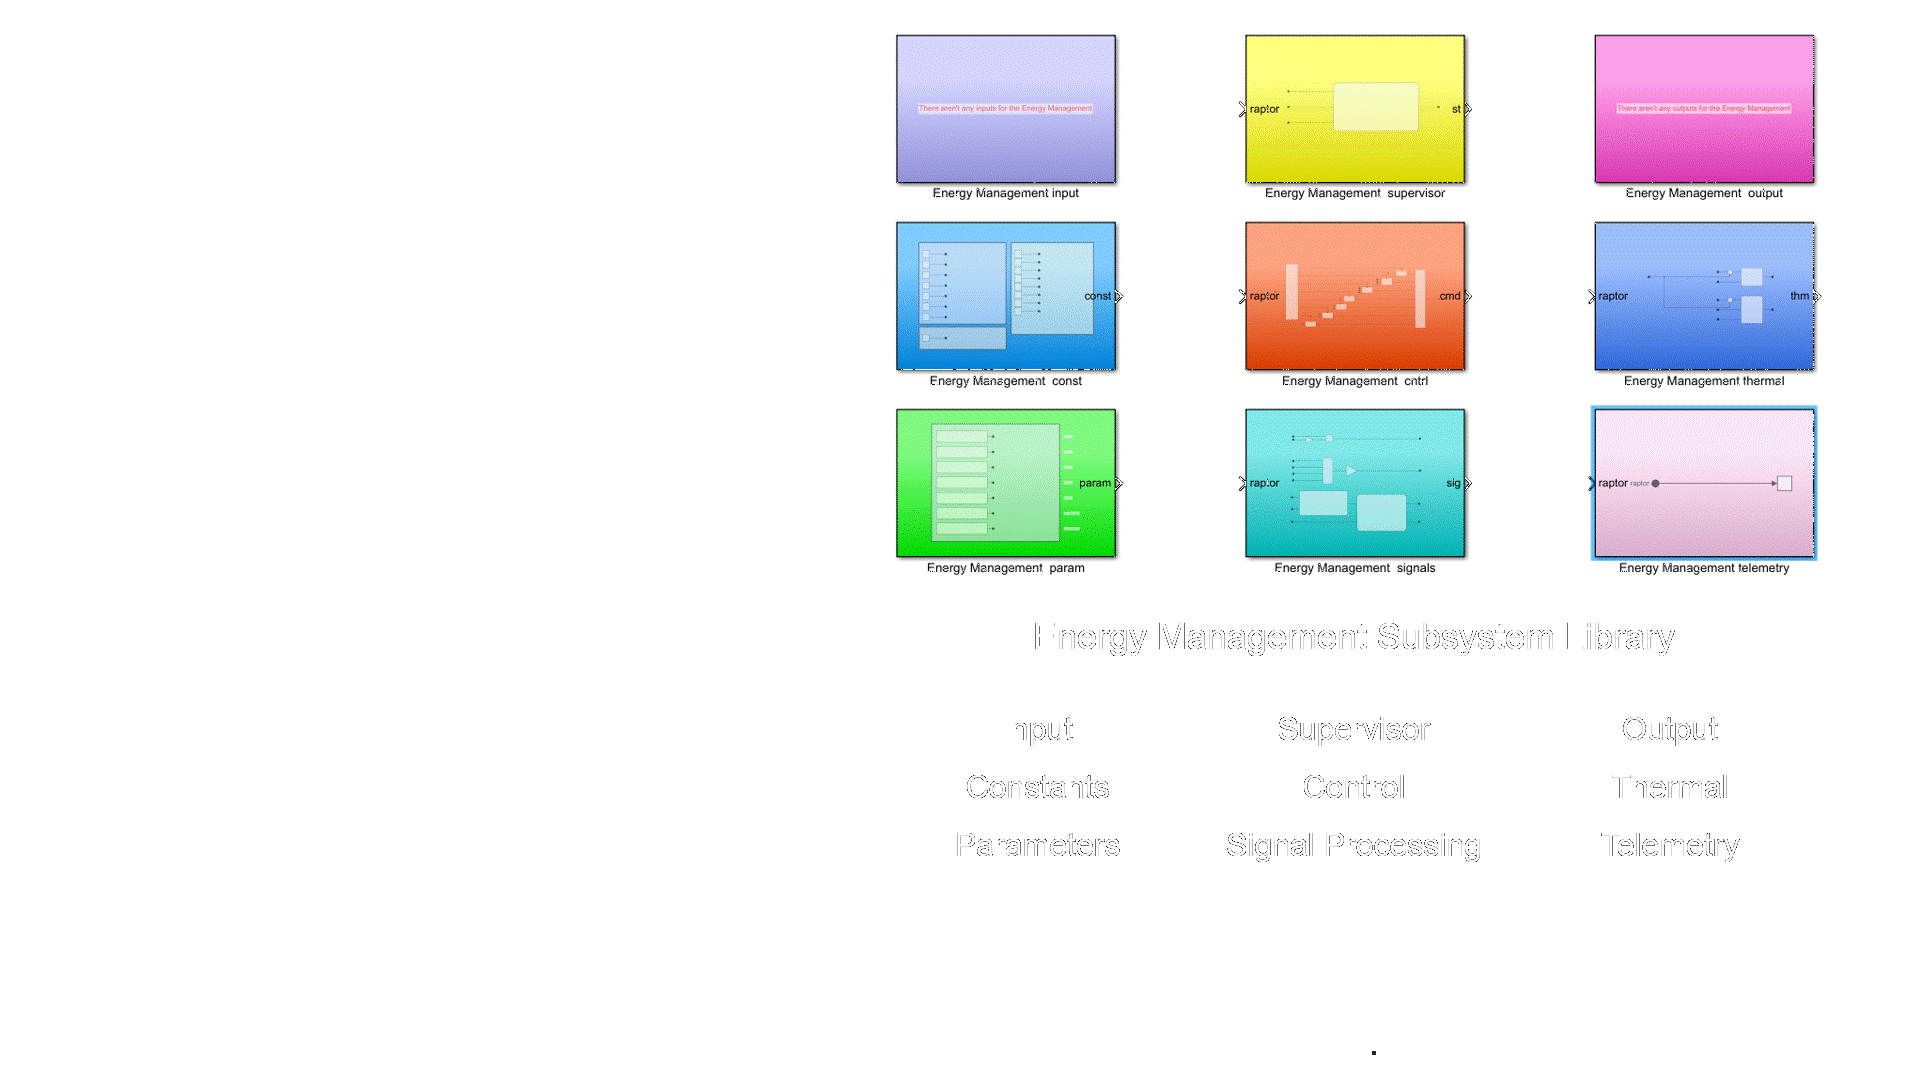 There aren't any inputs for the Energy Management
Energy Management input
raptor st
Energy Management supervisor
There aren't any outputs for the Energy Management
Energy Management output
const
Energy Management const
raptor cmd
Energy Management cntrl
raptor thm
Energy Management thermal
param
Energy Management param
raptor sig
Energy Management signals
raptor raptor
Energy Management telemetry
Energy Management Subsystem Library
Input Supervisor Output
Constants Control Thermal
Parameters Signal Processing Telemetry